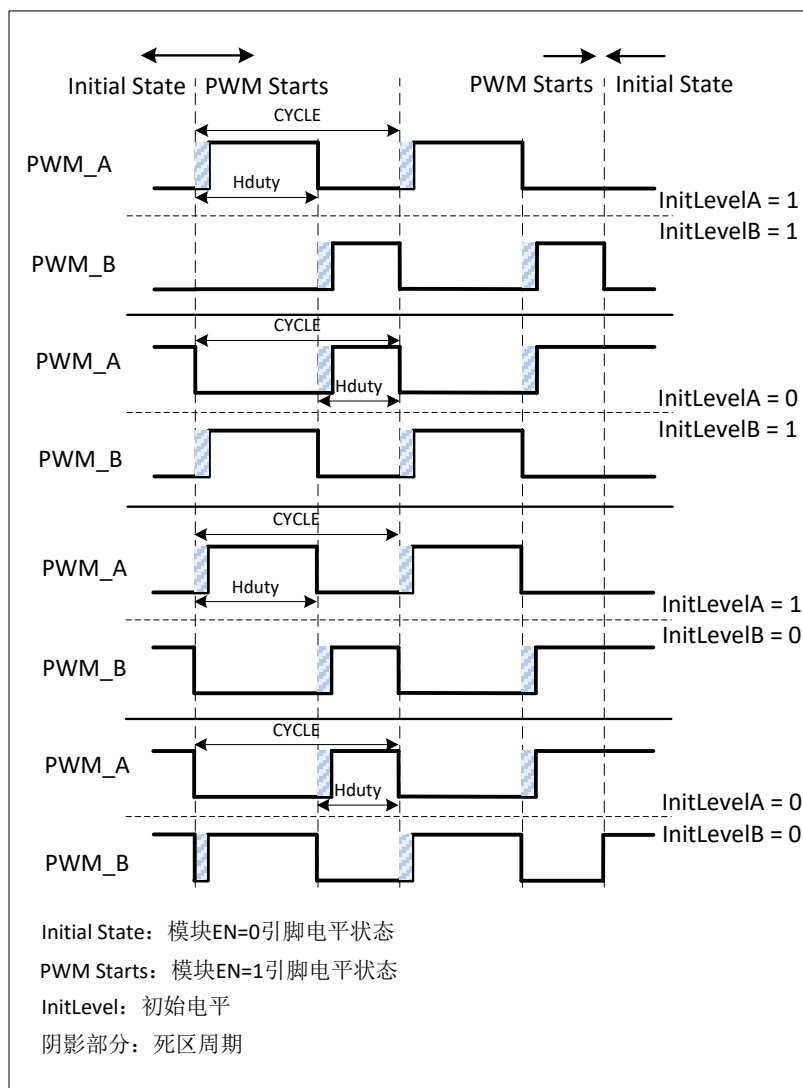 Initial State PWM Starts PWM Starts Initial State
CYCLE
PWM_A
Hduty
InitLevelA = 1
InitLevelB = 1
PWM_B
CYCLE
PWM_A
Hduty
InitLevelA = 0
InitLevelB = 1
PWM_B
CYCLE
PWM_A
Hduty
InitLevelA = 1
InitLevelB = 0
PWM_B
CYCLE
PWM_A
Hduty
InitLevelA = 0
InitLevelB = 0
PWM_B
Initial State：模块EN=0引脚电平状态
PWM Starts：模块EN=1引脚电平状态
InitLevel：初始电平
阴影部分：死区周期